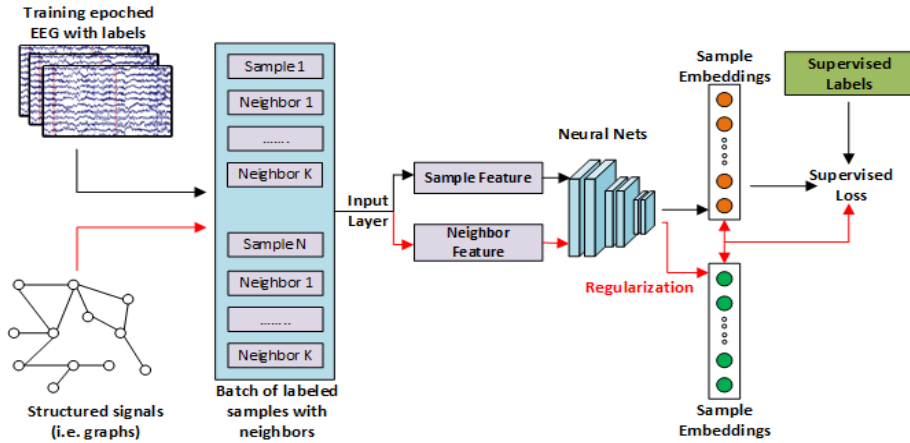 Training epoched
EEG with labels
Sample 1
Neighbor 1
.......
Neighbor K
Sample N
Neighbor 1
........
Neighbor K
Batch of labeled
samples with
neighbors
Structured signals
(i.e. graphs)
Input
Layer
Sample Feature
Neighbor
Feature
Neural Nets
Regularization
Sample
Embeddings
Supervised
Labels
Supervised
Loss
Sample
Embeddings